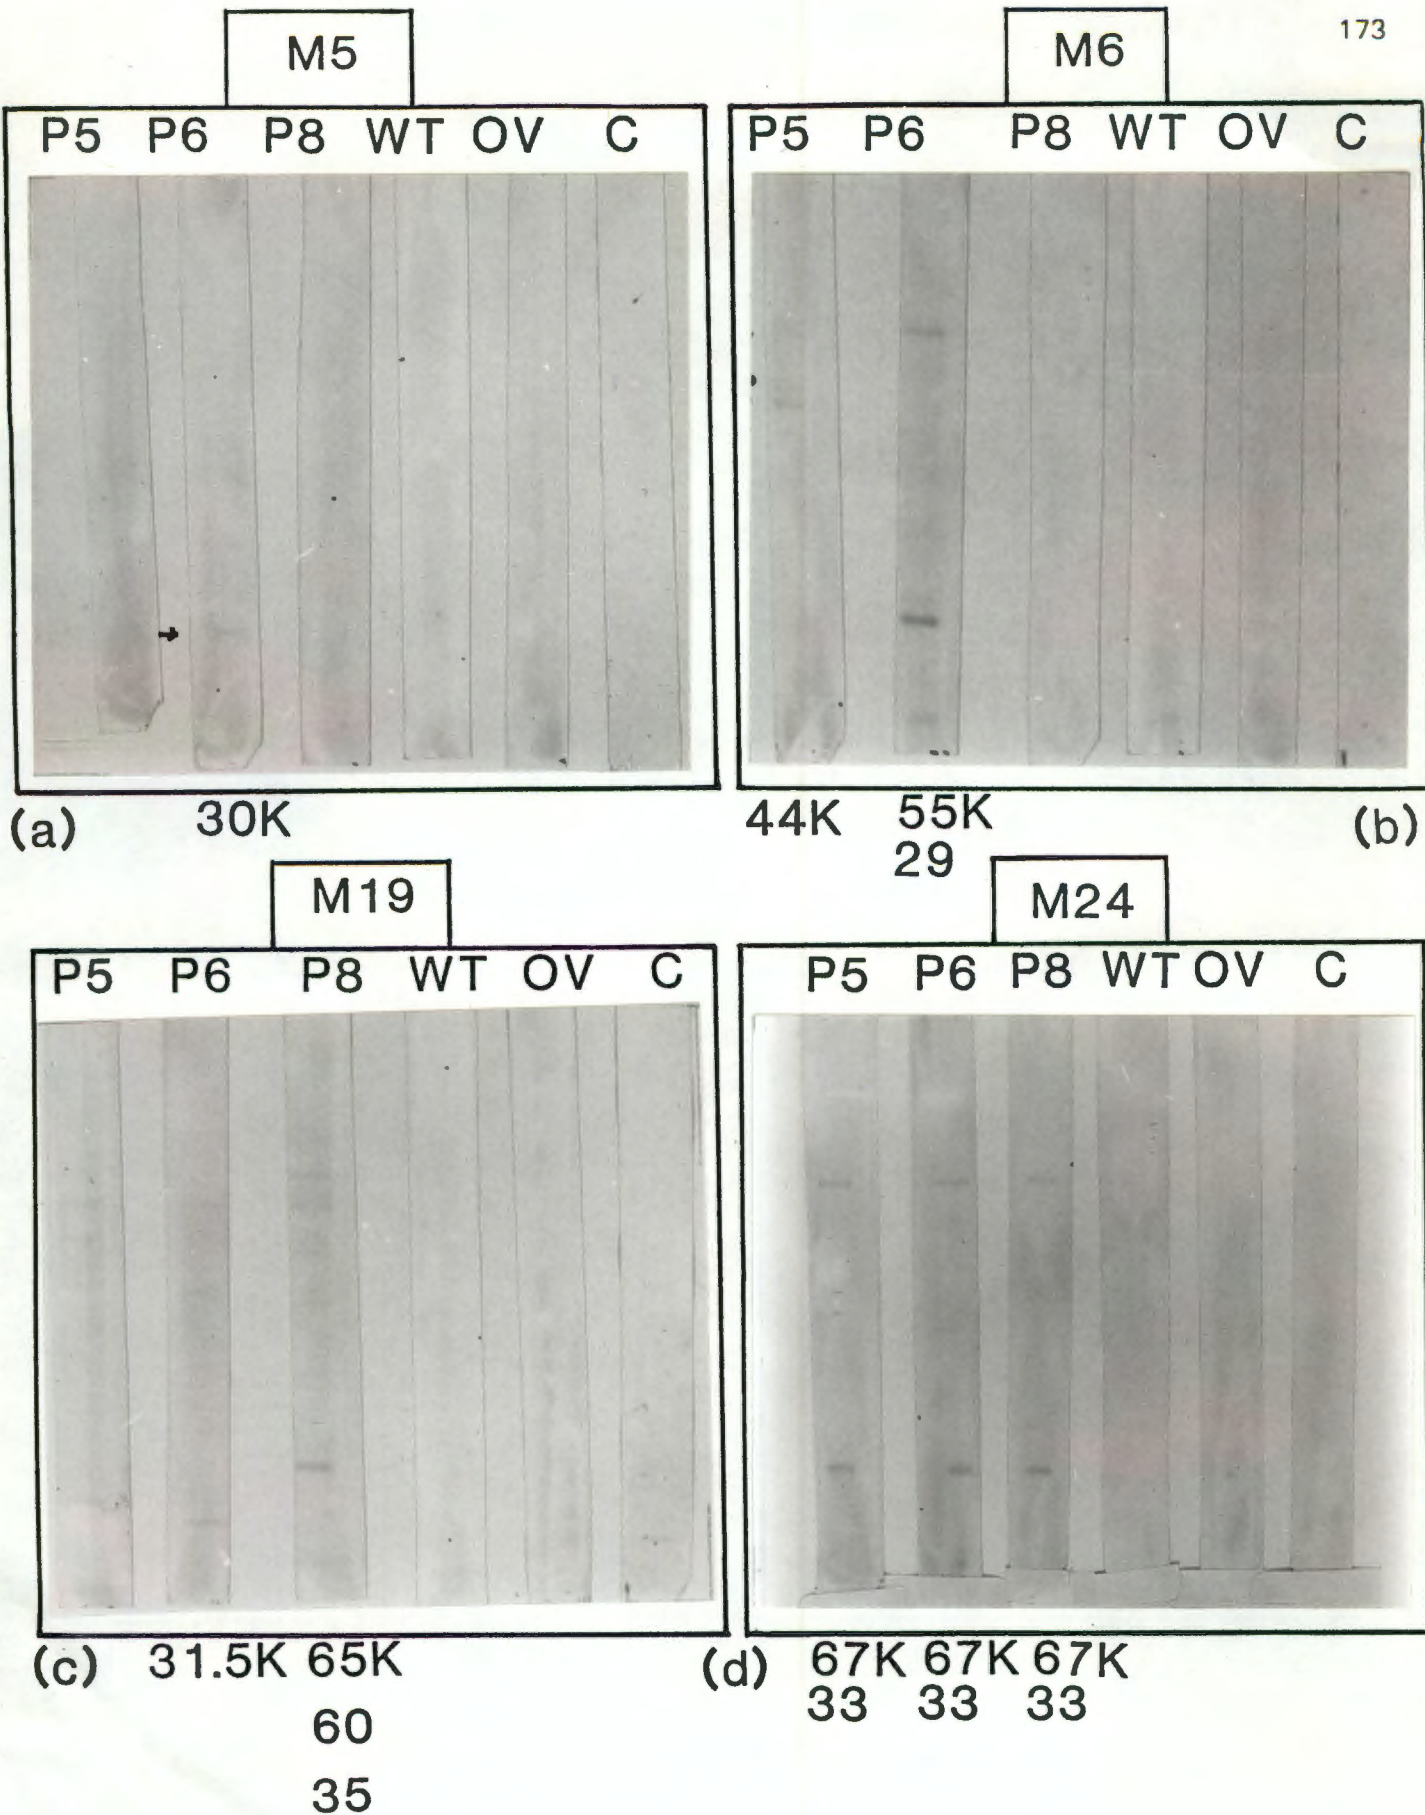 173
M5
P5 P6 P8 WT OV C
(a) 30K
M6
P5 P6 P8 WT OV C
44K 55K (b)
29
M19
P5 P6 P8 WT OV C
(c) 31.5K 65K
60
35
M24
P5 P6 P8 WT OV C
(d) 67K 67K 67K
33 33 33